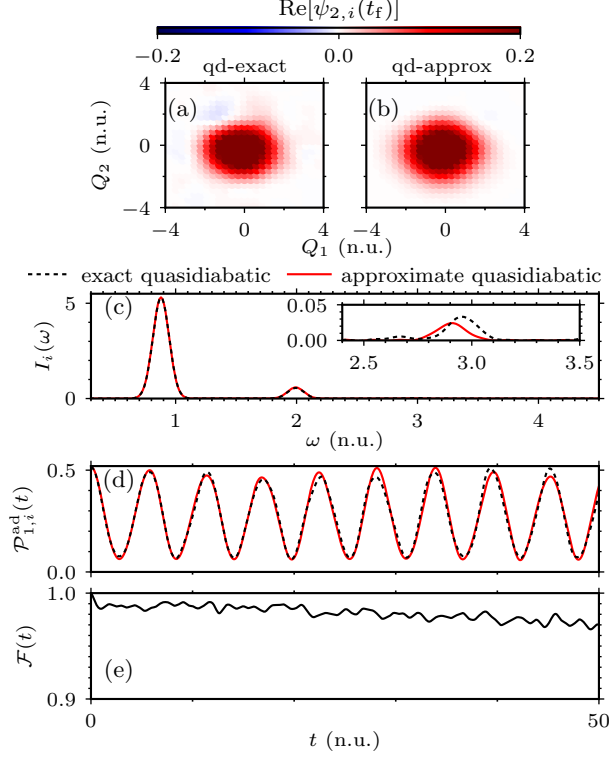 Re[ψ2,i(tf)]
−0.2 0.0 0.2
qd-exact qd-approx
4
(a) (b)
Q2 (n.u.)
0
−4
−4 0 4 −4 0 4
Q1 (n.u.)
exact quasidiabatic approximate quasidiabatic
(c)
5
0.05
0.00
2.5 3.0 3.5
Ii(ω)
0
1 2 3 4
ω (n.u.)
0.5
(d)
𝒫^ad_1,i(t)
0.0
1.0
ℱ(t)
(e)
0.9
0 50
t (n.u.)